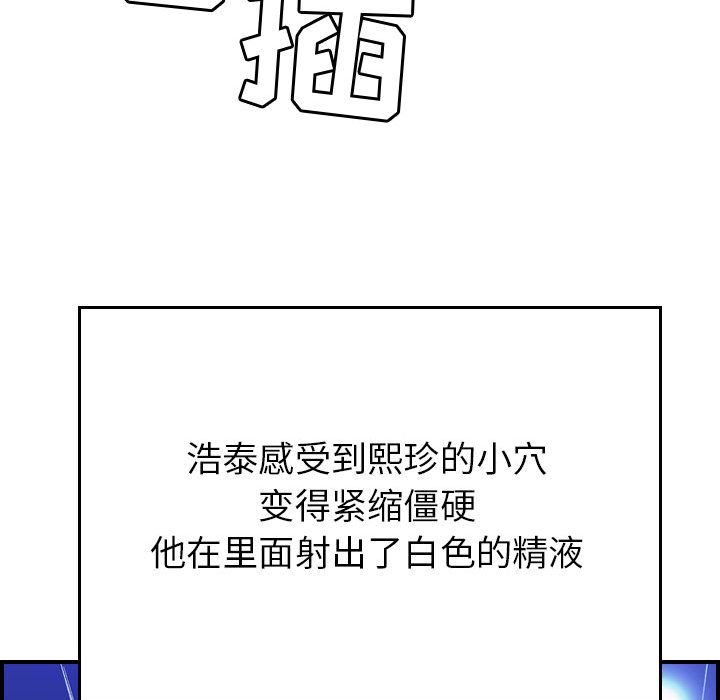 插
浩泰感受到熙珍的小穴
变得紧缩僵硬
他在里面射出了白色的精液